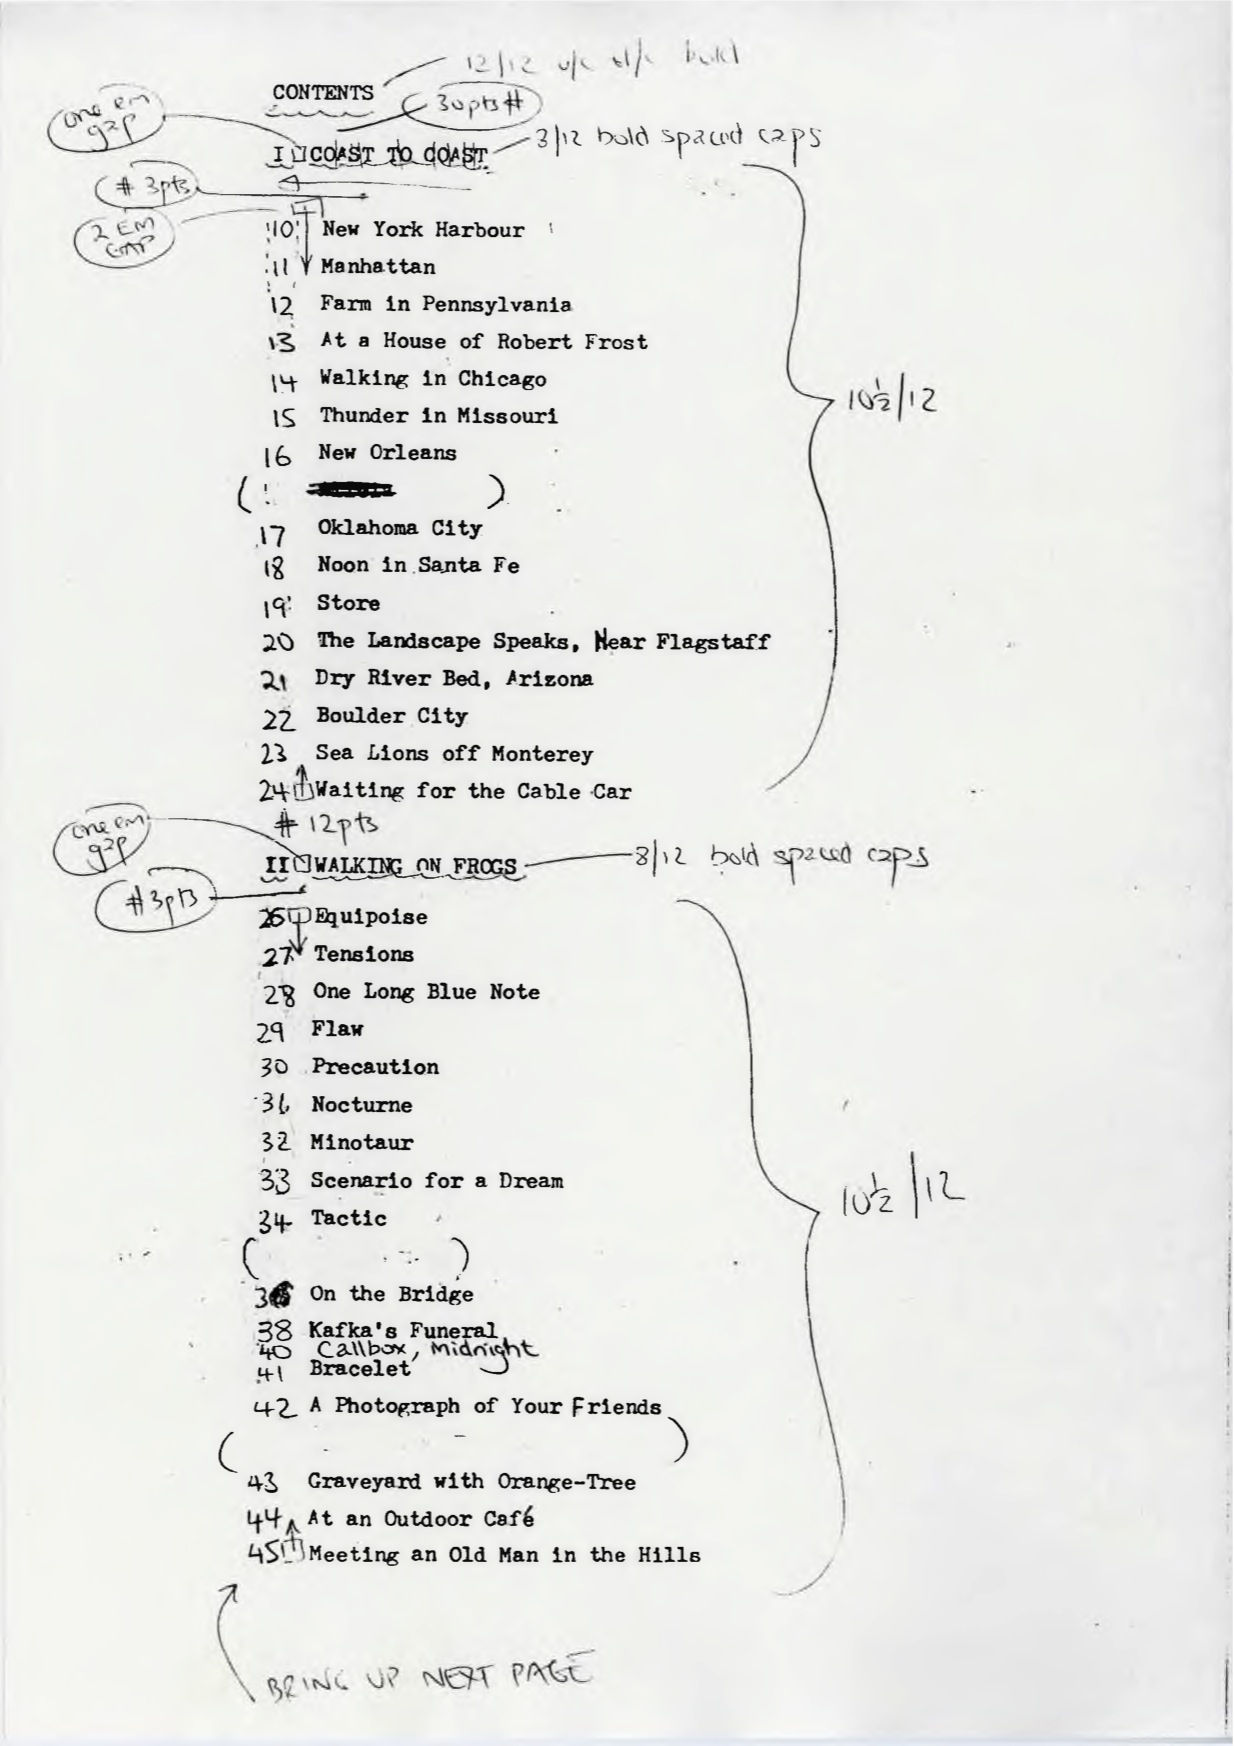 12/12 u/c & l/c bold
CONTENTS
30pts #
one em
gap
8/12 bold spaced caps
I COAST TO COAST
# 3pts
2 EM
GAP
10 New York Harbour
11 Manhattan
12 Farm in Pennsylvania
13 At a House of Robert Frost
14 Walking in Chicago
10½/12
15 Thunder in Missouri
16 New Orleans
( )
17 Oklahoma City
18 Noon in Santa Fe
19 Store
20 The Landscape Speaks, Near Flagstaff
21 Dry River Bed, Arizona
22 Boulder City
23 Sea Lions off Monterey
24 Waiting for the Cable Car
# 12pts
one em
gap
II WALKING ON FROGS
8/12 bold spaced caps
# 3pts
26 Equipoise
27 Tensions
28 One Long Blue Note
29 Flaw
30 Precaution
31 Nocturne
32 Minotaur
33 Scenario for a Dream
10½/12
34 Tactic
( )
36 On the Bridge
38 Kafka's Funeral
40 Callbox, Midnight
41 Bracelet
42 A Photograph of Your Friends
( )
43 Graveyard with Orange-Tree
44 At an Outdoor Café
45 Meeting an Old Man in the Hills
BRING UP NEXT PAGE